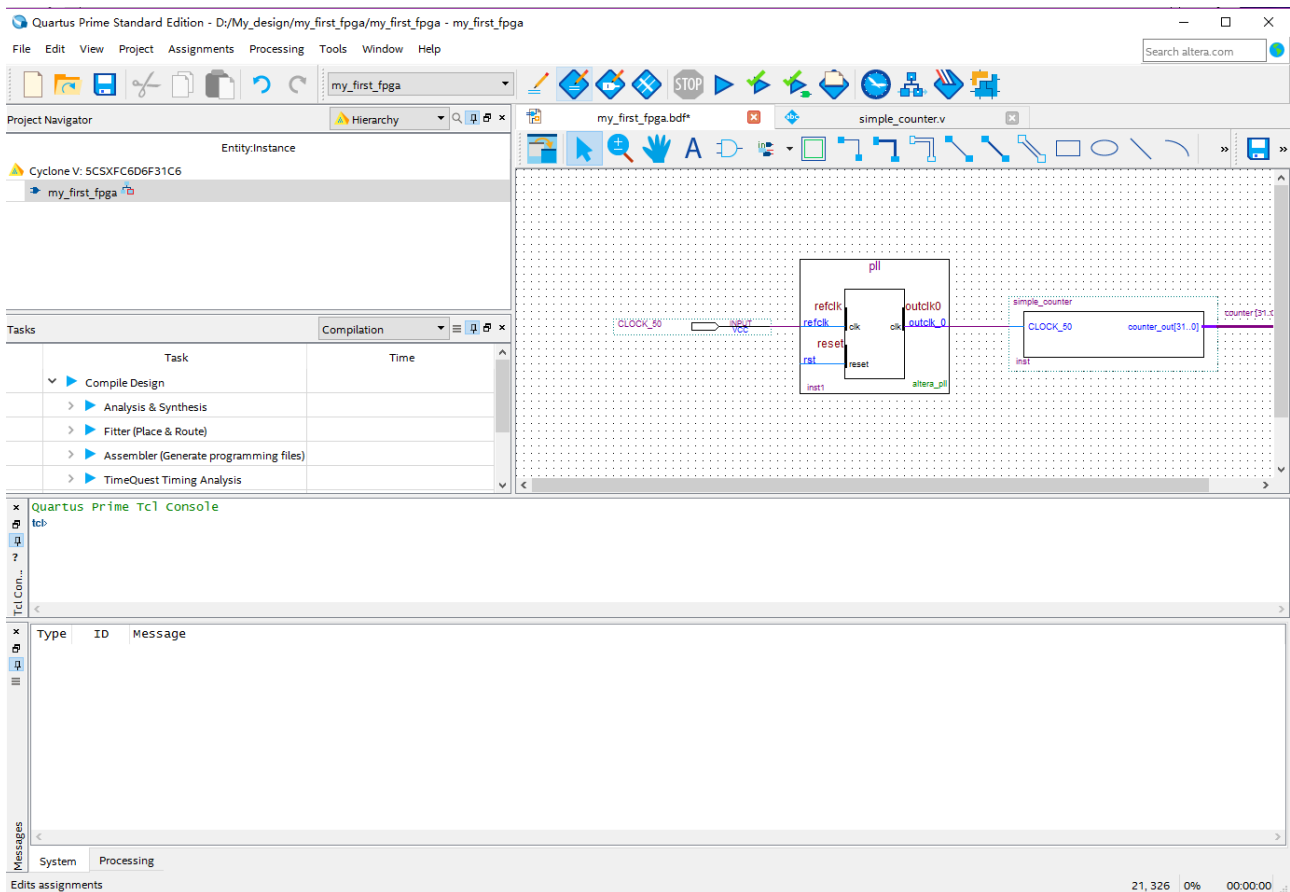 Quartus Prime Standard Edition - D:/My_design/my_first_fpga/my_first_fpga - my_first_fpga
File Edit View Project Assignments Processing Tools Window Help
Search altera.com
my_first_fpga
STOP
Project Navigator
Hierarchy
my_first_fpga.bdf*
abc
simple_counter.v
Entity:Instance
A
Cyclone V: 5CSXFC6D6F31C6
my_first_fpga
Tasks
Compilation
Task Time
Compile Design
Analysis & Synthesis
Fitter (Place & Route)
Assembler (Generate programming files)
TimeQuest Timing Analysis
pll
refclk outclk0
CLOCK_50 INPUT
VCC
refclk clk clk outclk_0
reset
rst reset
inst1 altera_pll
simple_counter
CLOCK_50 counter_out[31..0]
inst
counter[31..
Quartus Prime Tcl Console
tcl>
Tcl Con...
Type ID Message
Messages
System Processing
Edits assignments
21, 326 0% 00:00:00